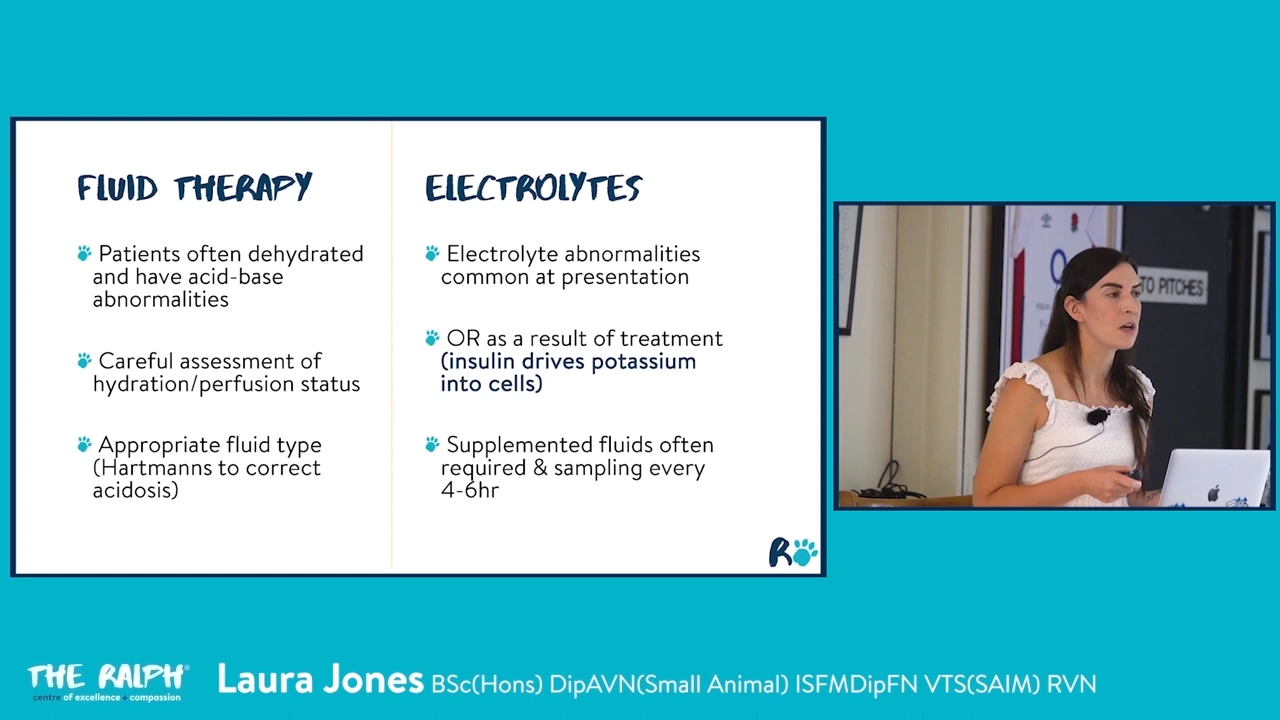 FLUID THERAPY
Patients often dehydrated
and have acid-base
abnormalities
Careful assessment of
hydration/perfusion status
Appropriate fluid type
(Hartmanns to correct
acidosis)
ELECTROLYTES
Electrolyte abnormalities
common at presentation
OR as a result of treatment
(insulin drives potassium
into cells)
Supplemented fluids often
required & sampling every
4-6hr
R
TO PITCHES
THE RALPH®
centre of excellence + compassion
Laura Jones BSc(Hons) DipAVN(Small Animal) ISFMDipFN VTS(SAIM) RVN